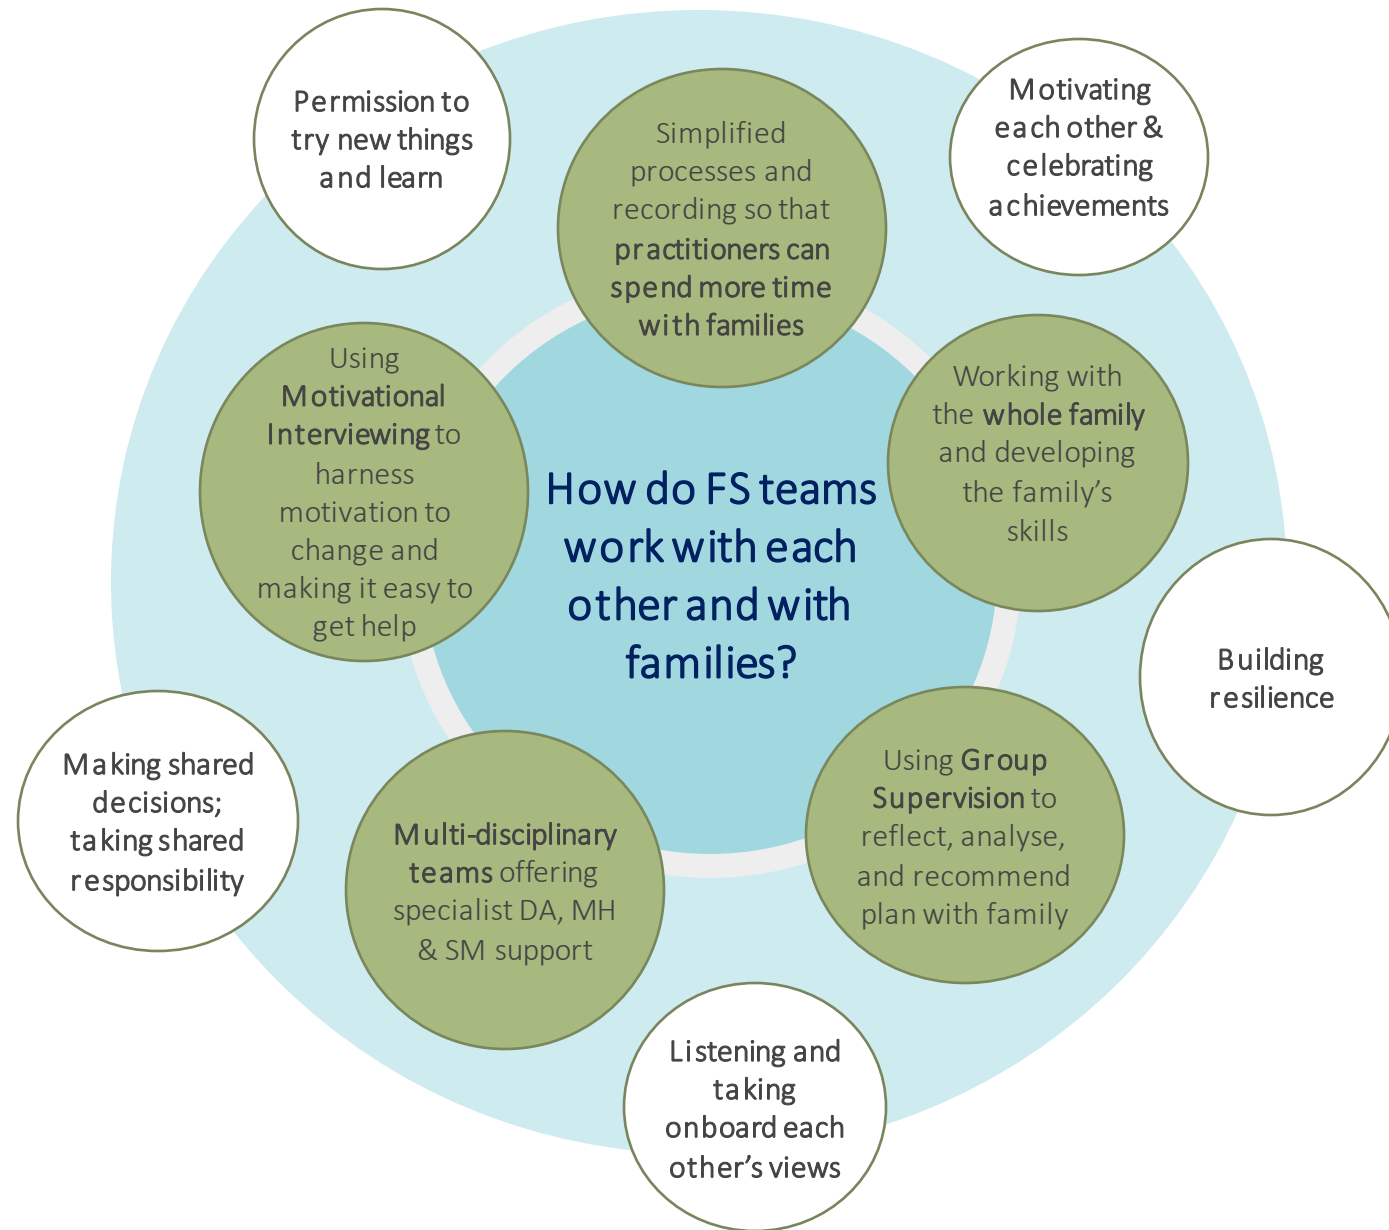 Permission to
try new things
and learn
Simplified
processes and
recording so that
practitioners can
spend more time
with families
Motivating
each other &
celebrating
achievements
Using
Motivational
Interviewing to
harness
motivation to
change and
making it easy to
get help
How do FS teams
work with each
other and with
families?
Working with
the whole family
and developing
the family’s
skills
Building
resilience
Making shared
decisions;
taking shared
responsibility
Multi-disciplinary
teams offering
specialist DA, MH
& SM support
Using Group
Supervision to
reflect, analyse,
and recommend
plan with family
Listening and
taking
onboard each
other’s views